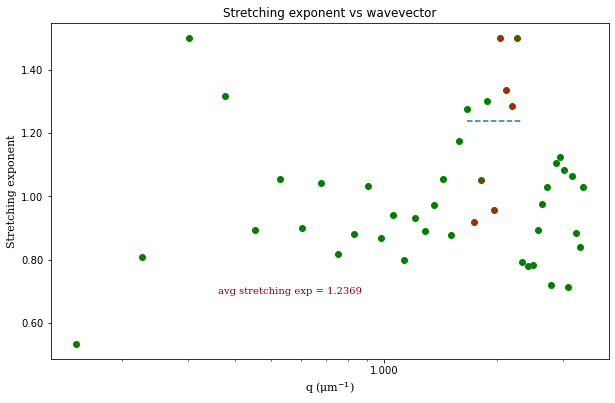 Stretching exponent vs wavevector
1.40
1.20
1.00
0.80
0.60
Stretching exponent
avg stretching exp = 1.2369
1.000
q (μm⁻¹)